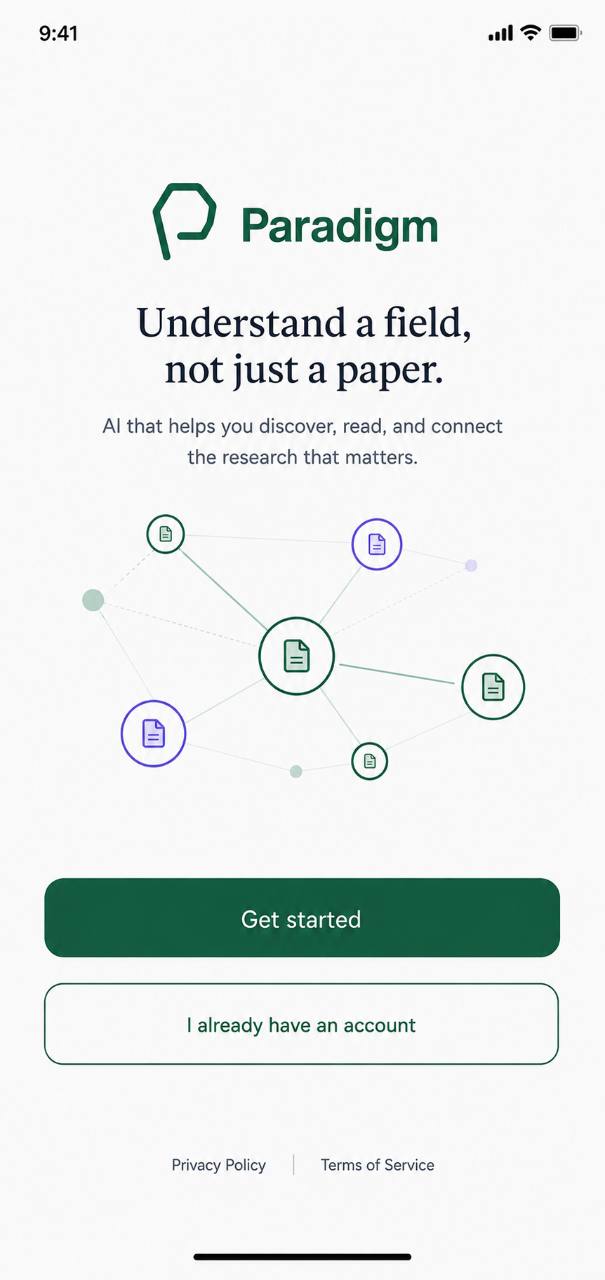 9:41
Paradigm
Understand a field,
not just a paper.
AI that helps you discover, read, and connect
the research that matters.
Get started
I already have an account
Privacy Policy
Terms of Service